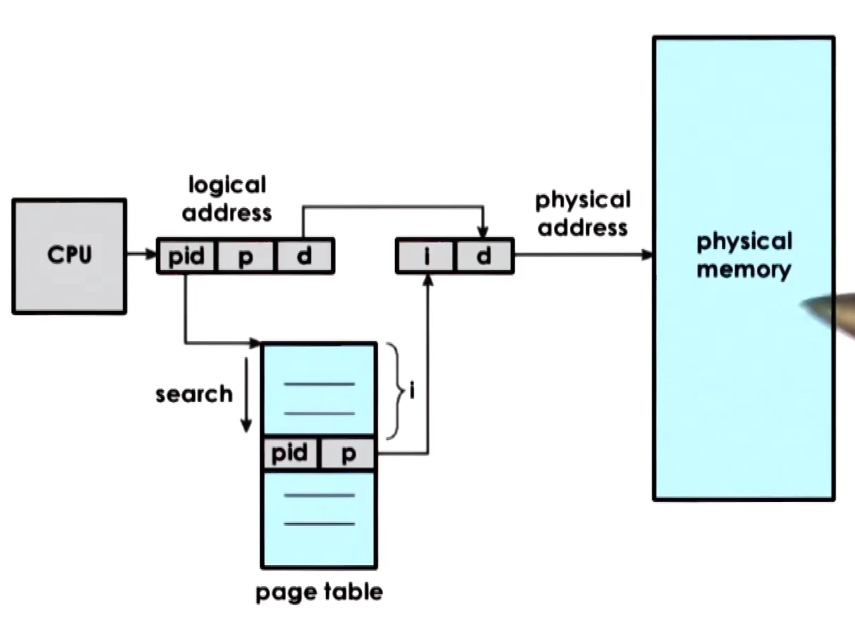 logical
address
physical
address
CPU
pid p d
i d
physical
memory
search
i
pid p
page table